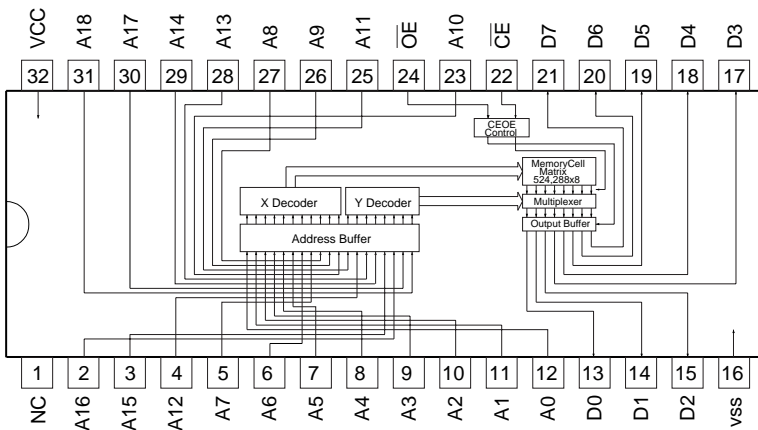 VCC A18 A17 A14 A13 A8 A9 A11 OE A10 CE D7 D6 D5 D4 D3
32 31 30 29 28 27 26 25 24 23 22 21 20 19 18 17
CEOE
Control
MemoryCell
Matrix
524,288x8
X Decoder Y Decoder Multiplexer
Address Buffer Output Buffer
1 2 3 4 5 6 7 8 9 10 11 12 13 14 15 16
NC A16 A15 A12 A7 A6 A5 A4 A3 A2 A1 A0 D0 D1 D2 vss